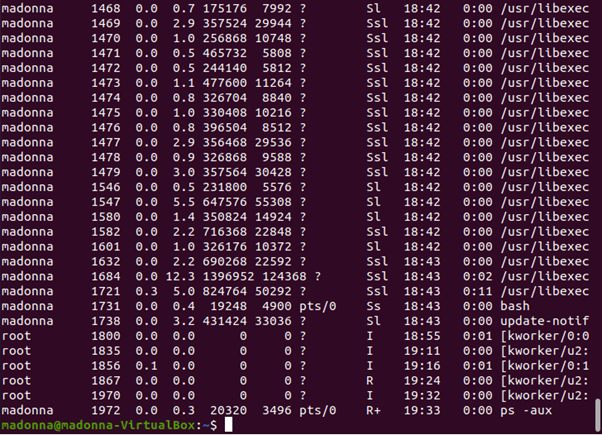 madonna 1468 0.0 0.7 175176 7992 ? Sl 18:42 0:00 /usr/libexec
madonna 1469 0.0 2.9 357524 29944 ? Ssl 18:42 0:00 /usr/libexec
madonna 1470 0.0 1.0 256868 10748 ? Ssl 18:42 0:00 /usr/libexec
madonna 1471 0.0 0.5 465732 5808 ? Ssl 18:42 0:00 /usr/libexec
madonna 1472 0.0 0.5 244140 5812 ? Ssl 18:42 0:00 /usr/libexec
madonna 1473 0.0 1.1 477600 11264 ? Ssl 18:42 0:00 /usr/libexec
madonna 1474 0.0 0.8 326704 8840 ? Ssl 18:42 0:00 /usr/libexec
madonna 1475 0.0 1.0 330408 10216 ? Ssl 18:42 0:00 /usr/libexec
madonna 1476 0.0 0.8 396504 8512 ? Ssl 18:42 0:00 /usr/libexec
madonna 1477 0.0 2.9 356468 29536 ? Ssl 18:42 0:00 /usr/libexec
madonna 1478 0.0 0.9 326868 9588 ? Ssl 18:42 0:00 /usr/libexec
madonna 1479 0.0 3.0 357564 30428 ? Ssl 18:42 0:00 /usr/libexec
madonna 1546 0.0 0.5 231800 5576 ? Sl 18:42 0:00 /usr/libexec
madonna 1547 0.0 5.5 647576 55308 ? Sl 18:42 0:00 /usr/libexec
madonna 1580 0.0 1.4 350824 14924 ? Sl 18:42 0:00 /usr/libexec
madonna 1582 0.0 2.2 716368 22848 ? Ssl 18:42 0:00 /usr/libexec
madonna 1601 0.0 1.0 326176 10372 ? Sl 18:42 0:00 /usr/libexec
madonna 1632 0.0 2.2 690268 22592 ? Ssl 18:43 0:00 /usr/libexec
madonna 1684 0.0 12.3 1396952 124368 ? Ssl 18:43 0:02 /usr/libexec
madonna 1721 0.3 5.0 824764 50292 ? Ssl 18:43 0:11 /usr/libexec
madonna 1731 0.0 0.4 19248 4900 pts/0 Ss 18:43 0:00 bash
madonna 1738 0.0 3.2 431424 33036 ? Sl 18:43 0:00 update-notif
root 1800 0.0 0.0 0 0 ? I 18:55 0:01 [kworker/0:0
root 1835 0.0 0.0 0 0 ? I 19:11 0:00 [kworker/u2:
root 1856 0.1 0.0 0 0 ? I 19:16 0:01 [kworker/0:1
root 1867 0.0 0.0 0 0 ? R 19:24 0:00 [kworker/u2:
root 1970 0.0 0.0 0 0 ? I 19:32 0:00 [kworker/u2:
madonna 1972 0.0 0.3 20320 3496 pts/0 R+ 19:33 0:00 ps -aux
madonna@madonna-VirtualBox:~$